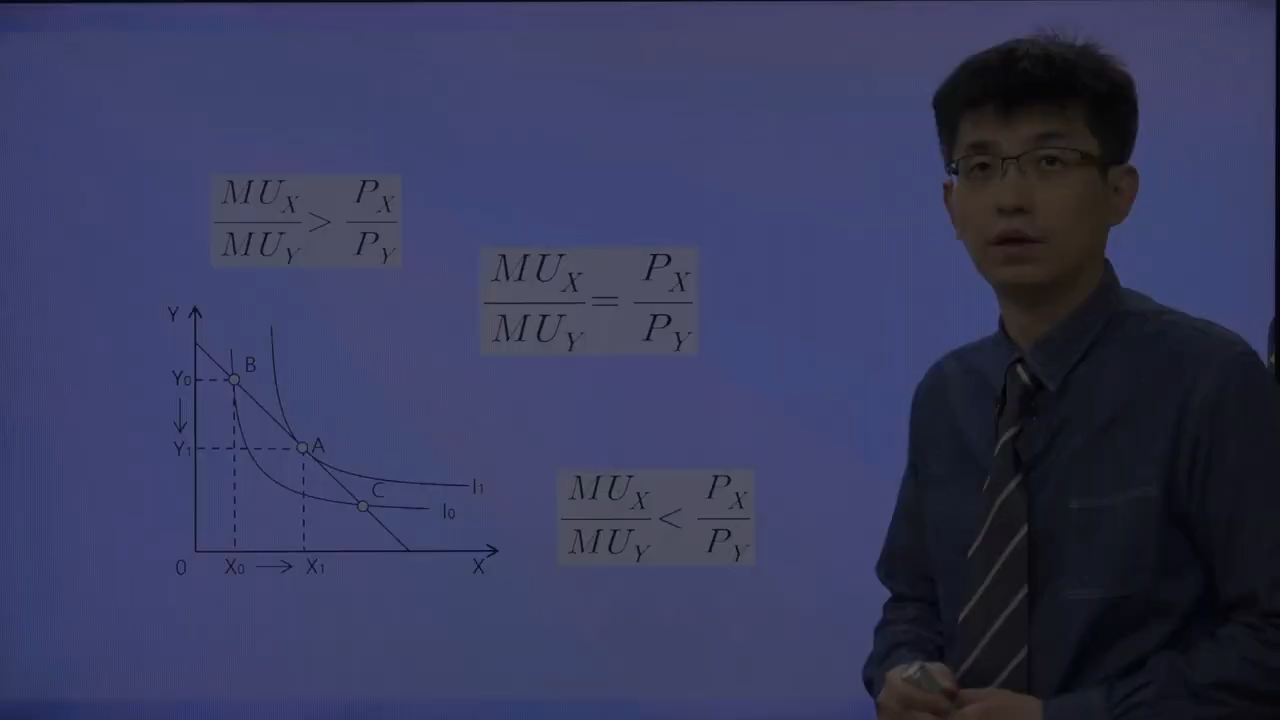 MU_X / MU_Y > P_X / P_Y
MU_X / MU_Y = P_X / P_Y
Y
B
Y₀
Y₁
A
C
I₁
I₀
MU_X / MU_Y < P_X / P_Y
0
X₀
X₁
X